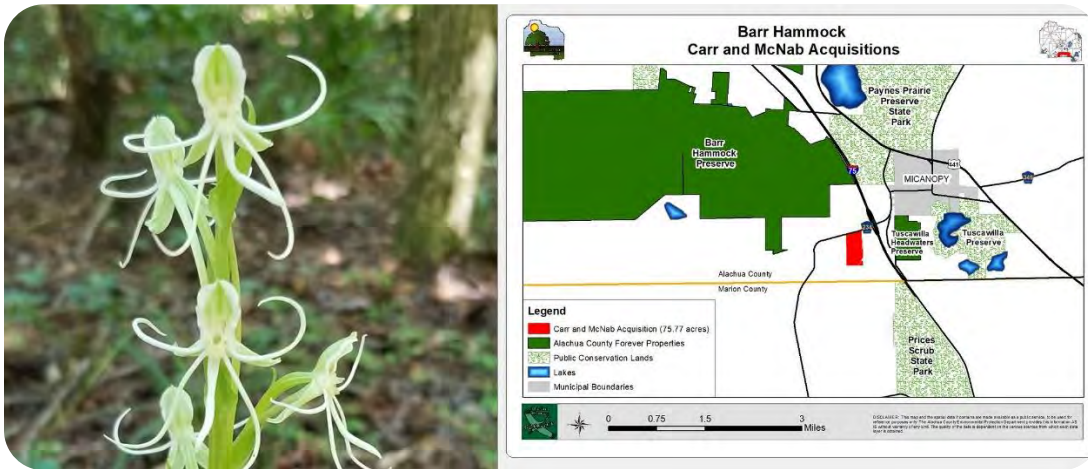 Barr Hammock
Carr and McNab Acquisitions
Paynes Prairie
Preserve
State
Park
Barr
Hammock
Preserve
75
441
MICANOPY
Tuscawilla
Headwaters
Preserve
Tuscawilla
Preserve
Alachua County
Marion County
Prices
Scrub
State
Park
Legend
Carr and McNab Acquisition (75.77 acres)
Alachua County Forever Properties
Public Conservation Lands
Lakes
Municipal Boundaries
0 0.75 1.5 3
Miles